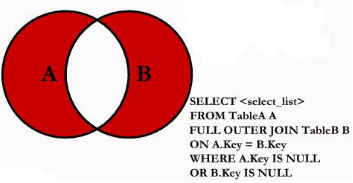 A B
SELECT <select_list>
FROM TableA A
FULL OUTER JOIN TableB B
ON A.Key = B.Key
WHERE A.Key IS NULL
OR B.Key IS NULL